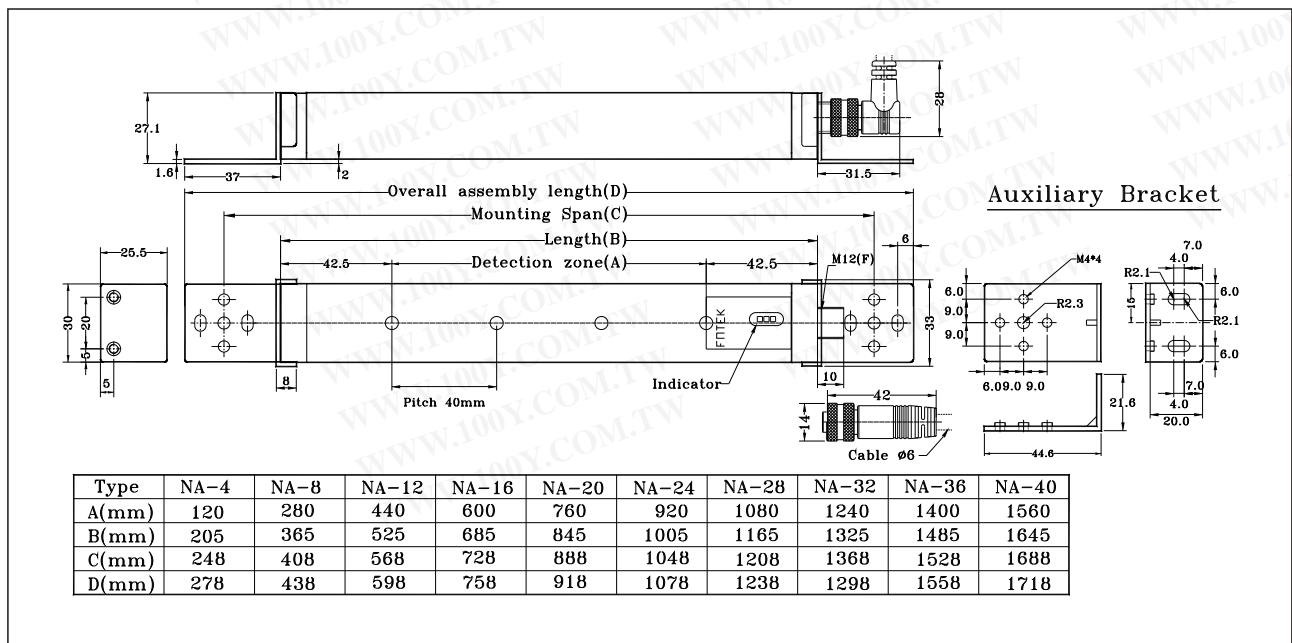 WWW.100Y.COM.TW
27.1
1.6
37
2
31.5
28
Overall assembly length(D)
Mounting Span(C)
Length(B)
6
42.5
Detection zone(A)
42.5
M12(F)
25.5
30
20
5
5
8
33
10
Indicator
Pitch 40mm
42
14
Cable ø6
Auxiliary Bracket
M4*4
6.0
9.0
9.0
R2.3
6.0 9.0 9.0
7.0
4.0
R2.1
15
6.0
R2.1
6.0
7.0
4.0
20.0
21.6
44.6
Type NA-4 NA-8 NA-12 NA-16 NA-20 NA-24 NA-28 NA-32 NA-36 NA-40
A(mm) 120 280 440 600 760 920 1080 1240 1400 1560
B(mm) 205 365 525 685 845 1005 1165 1325 1485 1645
C(mm) 248 408 568 728 888 1048 1208 1368 1528 1688
D(mm) 278 438 598 758 918 1078 1238 1298 1558 1718